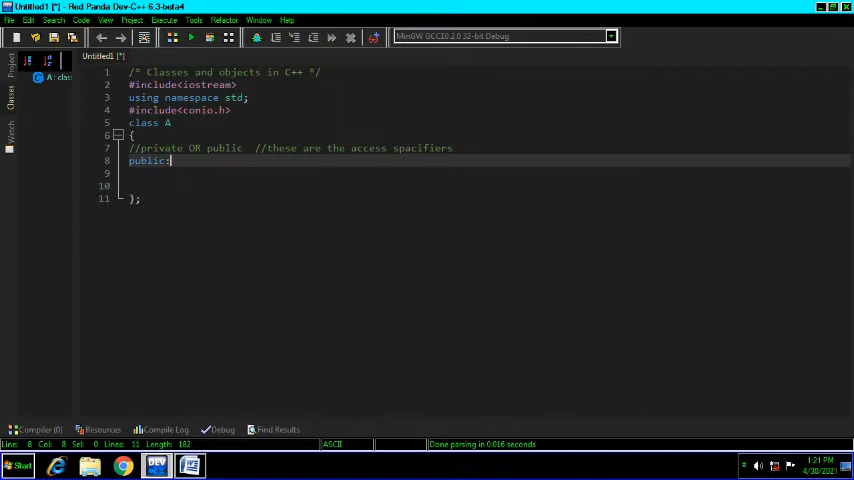 Untitled1 [*] - Red Panda Dev-C++ 6.3-beta4
File Edit Search Code View Project Execute Tools Refactor Window Help
MinGW GCC10.2.0 32-bit Debug
Project
Classes
Watch
A : clas
Untitled1 [*]
1 /* Classes and objects in C++ */
2 #include<iostream>
3 using namespace std;
4 #include<conio.h>
5 class A
6 {
7 //private OR public //these are the access spacifiers
8 public:
9
10
11 };
Compiler (0) Resources Compile Log Debug Find Results
Line: 8 Col: 8 Sel: 0 Lines: 11 Length: 182 ASCII Done parsing in 0.016 seconds
Start DEV W
1:21 PM
4/30/2021